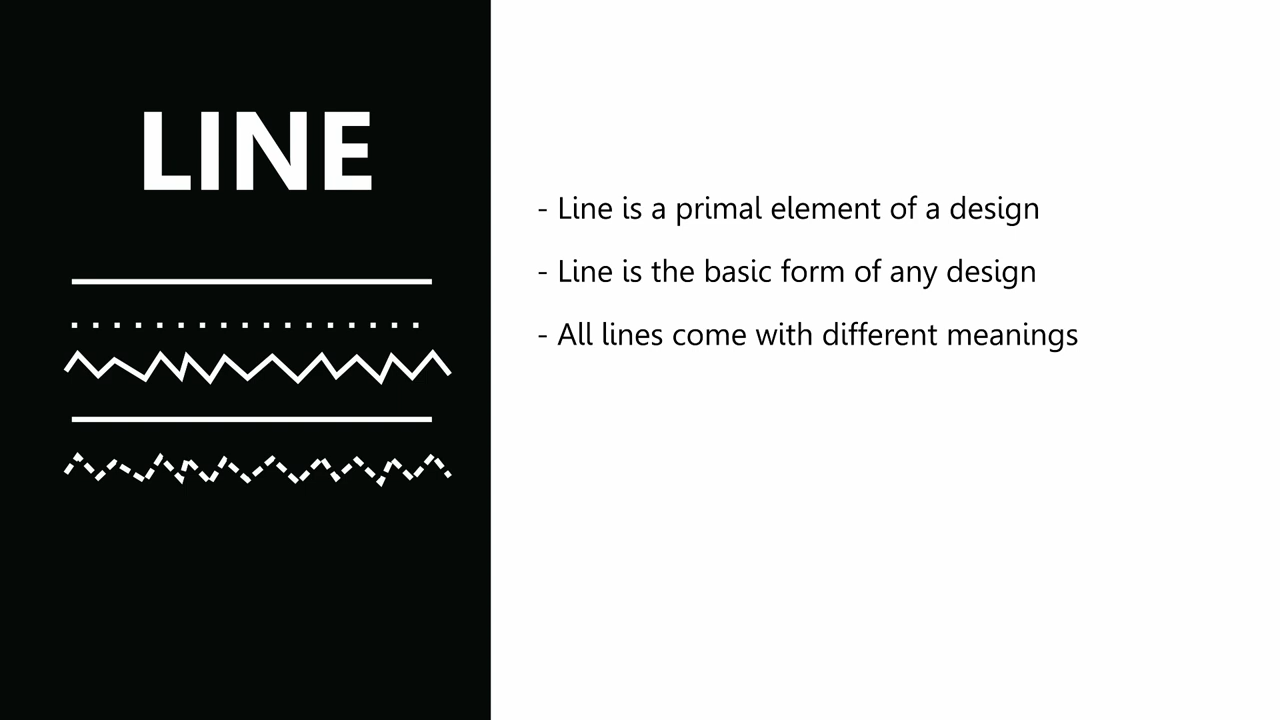 LINE
- Line is a primal element of a design
- Line is the basic form of any design
- All lines come with different meanings